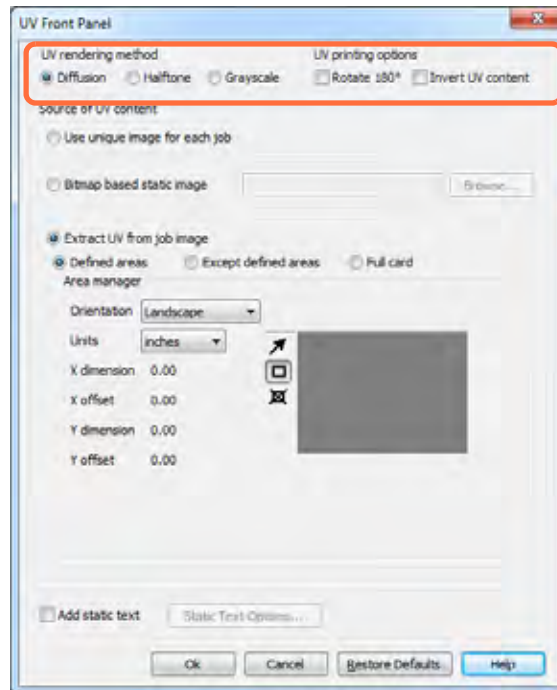 UV Front Panel
UV rendering method UV printing options
Diffusion Halftone Grayscale Rotate 180° Invert UV content
Source of UV content
Use unique image for each job
Bitmap based static image Browse...
Extract UV from job image
Defined areas Except defined areas Full card
Area manager
Orientation Landscape
Units inches
X dimension 0.00
X offset 0.00
Y dimension 0.00
Y offset 0.00
Add static text Static Text Options...
Ok Cancel Restore Defaults Help